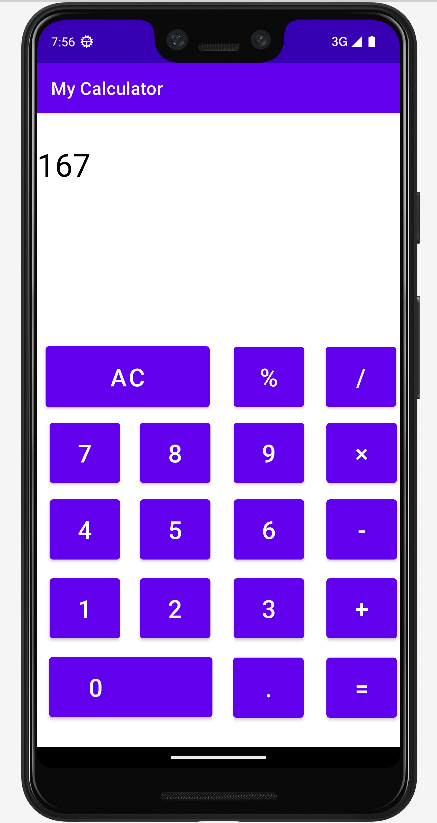 7:56 3G
My Calculator
167
AC % /
7 8 9 ×
4 5 6 -
1 2 3 +
0 . =